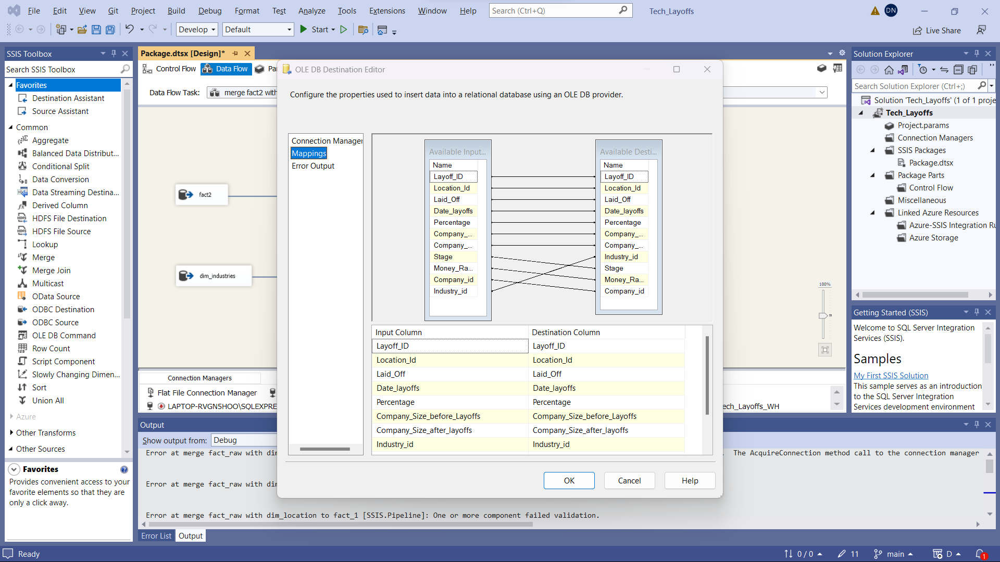 File Edit View Git Project Build Debug Format Test Analyze Tools Extensions Window Help Search (Ctrl+Q) Tech_Layoffs DN
Develop Default Start Live Share
SSIS Toolbox
Search SSIS Toolbox
Favorites
Destination Assistant
Source Assistant
Common
Aggregate
Balanced Data Distribut...
Conditional Split
Data Conversion
Data Streaming Destina...
Derived Column
HDFS File Destination
HDFS File Source
Lookup
Merge
Merge Join
Multicast
OData Source
ODBC Destination
ODBC Source
OLE DB Command
Row Count
Script Component
Slowly Changing Dimen...
Sort
Union All
Azure
Other Transforms
Other Sources
Favorites
Provides convenient access to your
favorite elements so that they are
only a click away.
Package.dtsx [Design]*
Control Flow Data Flow Pa
Data Flow Task: merge fact2 with
fact2
dim_industries
100%
Connection Managers
Flat File Connection Manager
LAPTOP-RVGN5HOO\SQLEXPRE
ech_Layoffs_WH
OLE DB Destination Editor
Configure the properties used to insert data into a relational database using an OLE DB provider.
Connection Manager
Mappings
Error Output
Available Input...
Name
Layoff_ID
Location_Id
Laid_Off
Date_layoffs
Percentage
Company_...
Company_...
Stage
Money_Ra...
Company_id
Industry_id
Available Desti...
Name
Layoff_ID
Location_Id
Laid_Off
Date_layoffs
Percentage
Company_...
Company_...
Industry_id
Stage
Money_Ra...
Company_id
Input Column Destination Column
Layoff_ID Layoff_ID
Location_Id Location_Id
Laid_Off Laid_Off
Date_layoffs Date_layoffs
Percentage Percentage
Company_Size_before_Layoffs Company_Size_before_Layoffs
Company_Size_after_layoffs Company_Size_after_layoffs
Industry_id Industry_id
OK Cancel Help
Output
Show output from: Debug
Error at merge fact_raw with dim . The AcquireConnection method call to the connection manager
Error at merge fact_raw with dim
Error at merge fact_raw with dim_location to fact_1 [SSIS.Pipeline]: One or more component failed validation.
Error List Output
Solution Explorer
Search Solution Explorer (Ctrl+;)
Solution 'Tech_Layoffs' (1 of 1 proje
Tech_Layoffs
Project.params
Connection Managers
SSIS Packages
Package.dtsx
Package Parts
Control Flow
Miscellaneous
Linked Azure Resources
Azure-SSIS Integration Ru
Azure Storage
Getting Started (SSIS)
Welcome to SQL Server Integration
Services (SSIS).
Samples
My First SSIS Solution
This sample serves as an introduction
to the SQL Server Integration
Services development environment
Ready 0 / 0 11 main D 1